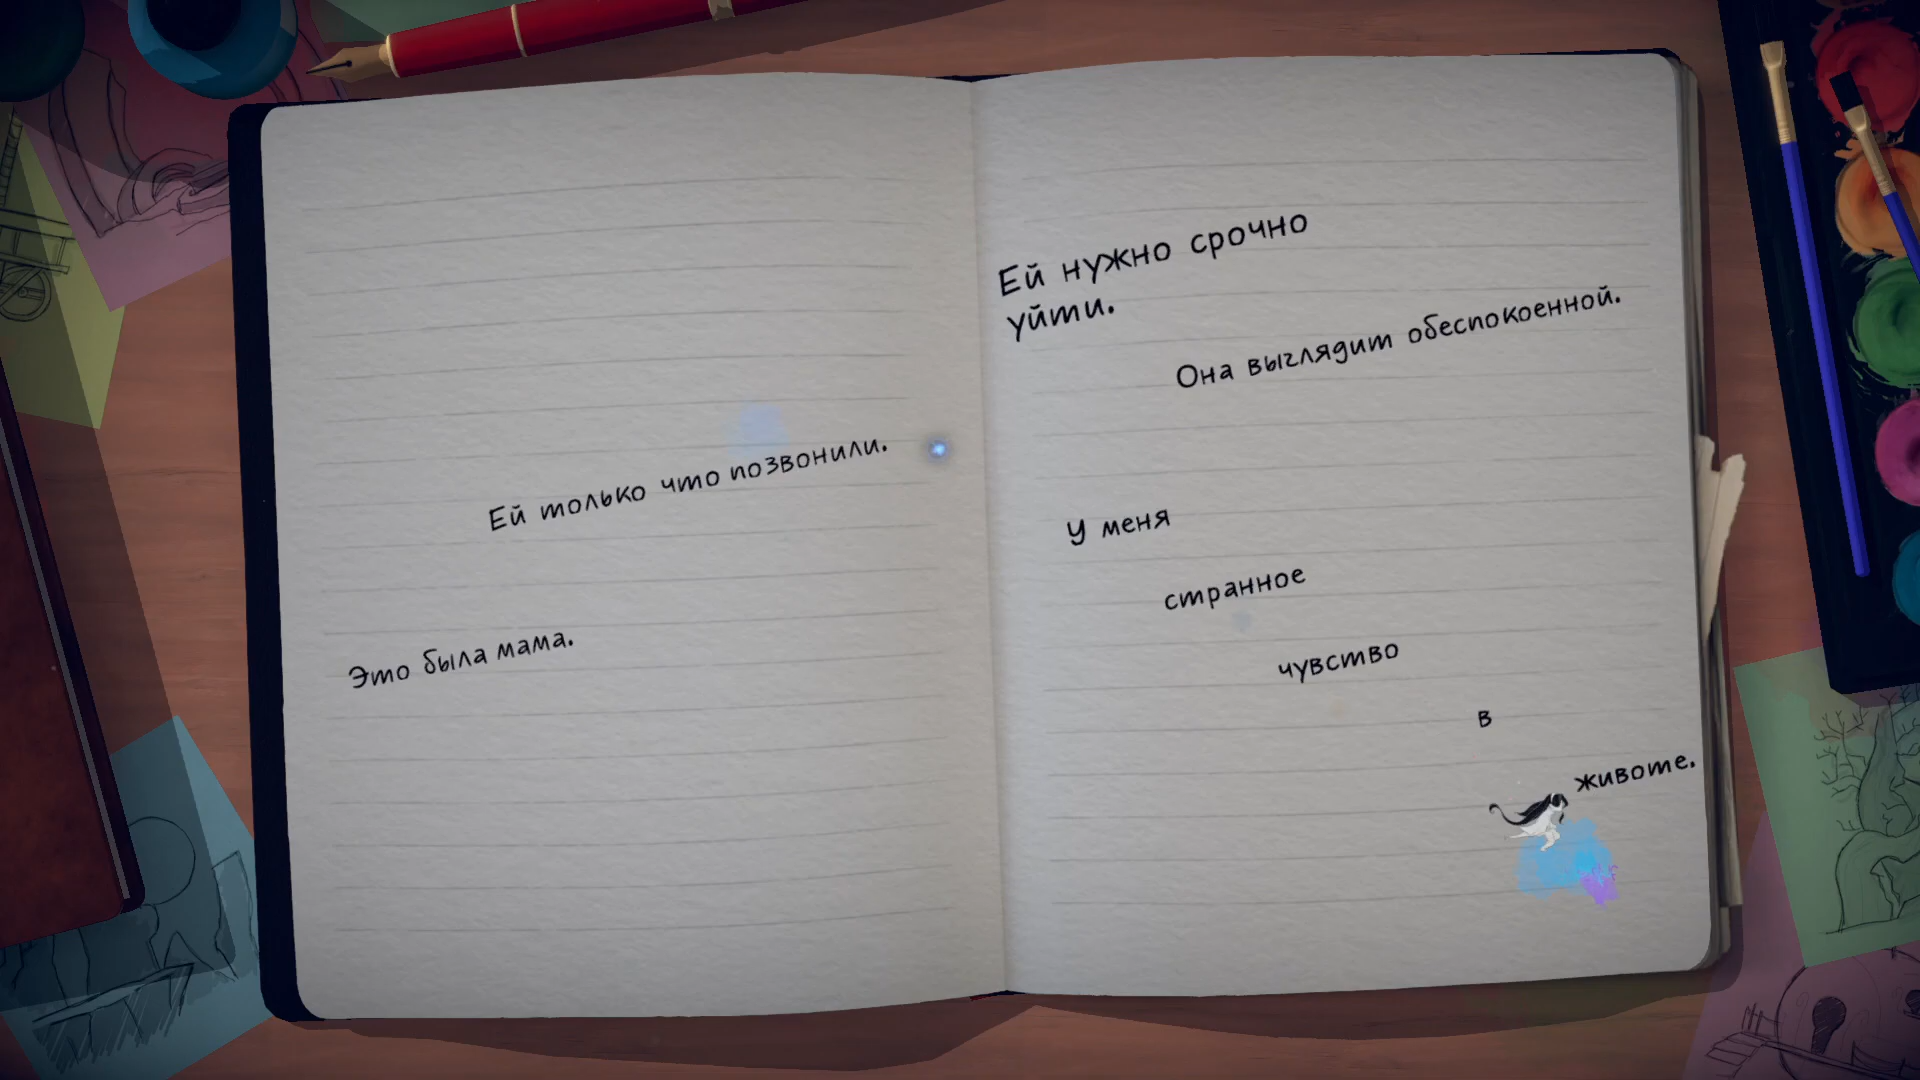 Ей только что позвонили.
Это была мама.
Ей нужно срочно
уйти.
Она выглядит обеспокоенной.
У меня
странное
чувство
в
животе.